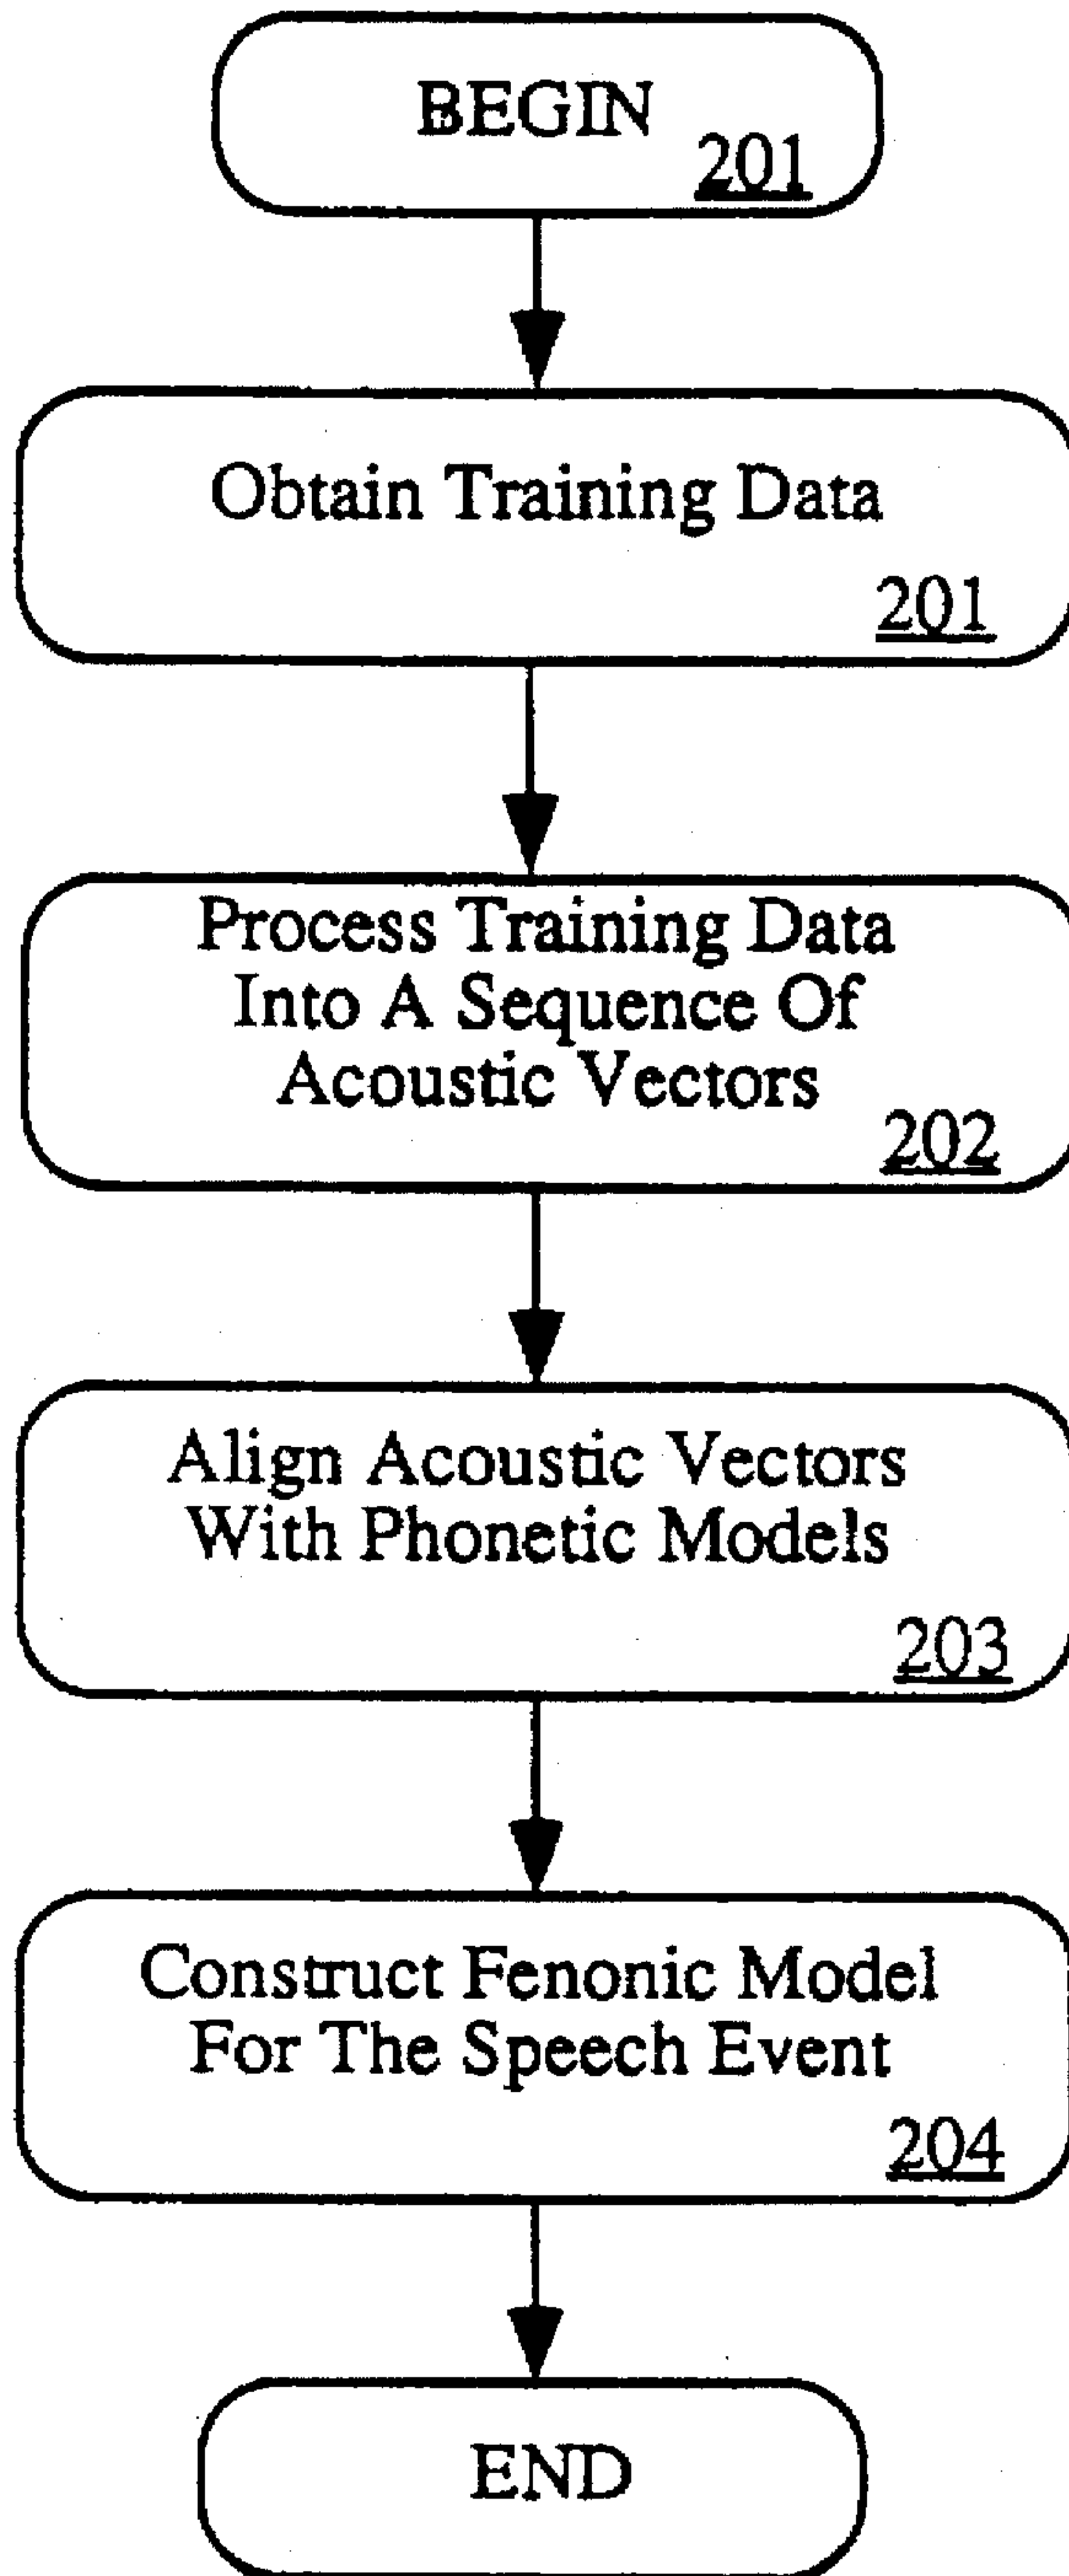 BEGIN
201
Obtain Training Data
201
Process Training Data
Into A Sequence Of
Acoustic Vectors
202
Align Acoustic Vectors
With Phonetic Models
203
Construct Fenonic Model
For The Speech Event
204
END